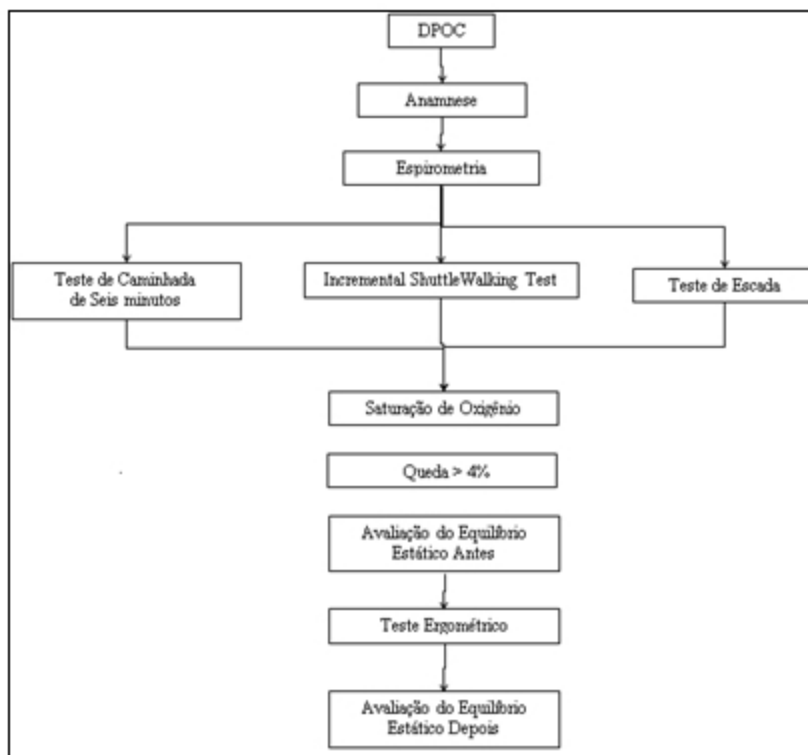 DPOC
Anamnese
Espirometria
Teste de Caminhada
de Seis minutos
Incremental ShuttleWalking Test
Teste de Escada
Saturação de Oxigênio
Queda > 4%
Avaliação do Equilíbrio
Estático Antes
Teste Ergométrico
Avaliação do Equilíbrio
Estático Depois